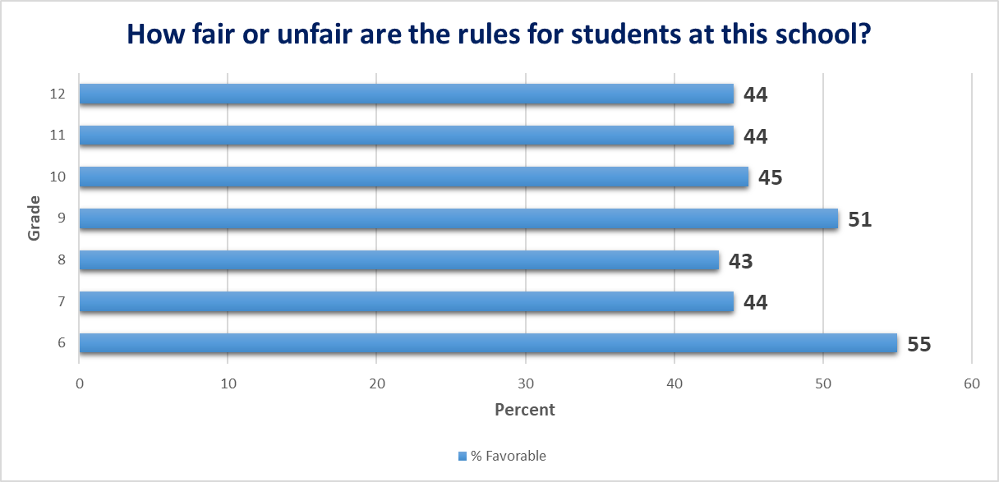 How fair or unfair are the rules for students at this school?
12
44
11
44
10
45
9
51
8
43
7
44
6
55
Grade
0 10 20 30 40 50 60
Percent
% Favorable